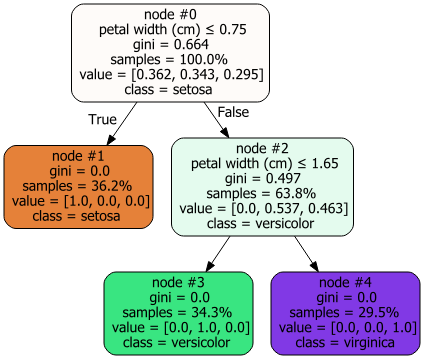 node #0
petal width (cm) ≤ 0.75
gini = 0.664
samples = 100.0%
value = [0.362, 0.343, 0.295]
class = setosa
True
False
node #1
gini = 0.0
samples = 36.2%
value = [1.0, 0.0, 0.0]
class = setosa
node #2
petal width (cm) ≤ 1.65
gini = 0.497
samples = 63.8%
value = [0.0, 0.537, 0.463]
class = versicolor
node #3
gini = 0.0
samples = 34.3%
value = [0.0, 1.0, 0.0]
class = versicolor
node #4
gini = 0.0
samples = 29.5%
value = [0.0, 0.0, 1.0]
class = virginica